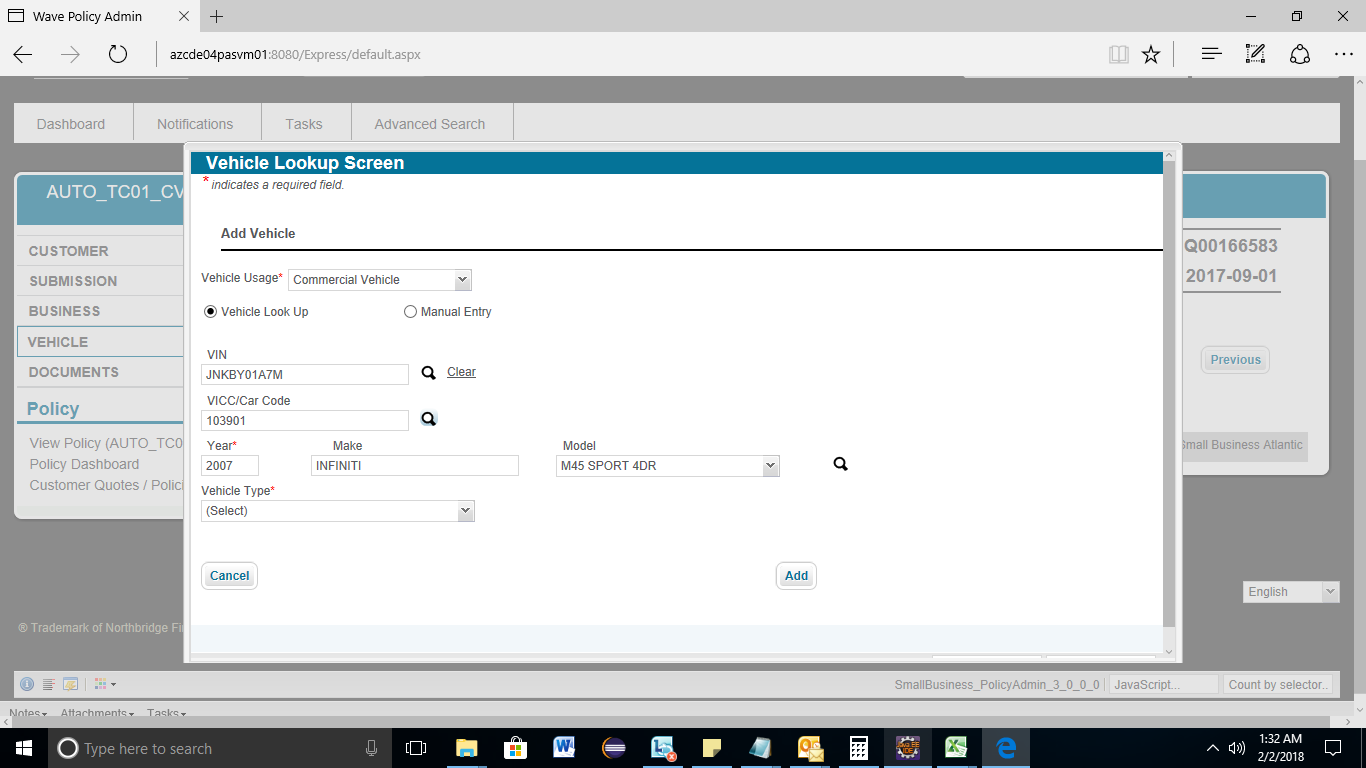 Wave Policy Admin
azcde04pasvm01:8080/Express/default.aspx
Dashboard Notifications Tasks Advanced Search
Vehicle Lookup Screen
* indicates a required field.
AUTO_TC01_CV
CUSTOMER
SUBMISSION
BUSINESS
VEHICLE
DOCUMENTS
Policy
View Policy (AUTO_TC0
Policy Dashboard
Customer Quotes / Polici
Add Vehicle
Vehicle Usage* Commercial Vehicle
Vehicle Look Up Manual Entry
VIN
JNKBY01A7M Clear
VICC/Car Code
103901
Year* Make Model
2007 INFINITI M45 SPORT 4DR
Vehicle Type*
(Select)
Cancel Add
Q00166583
2017-09-01
Previous
Small Business Atlantic
English
® Trademark of Northbridge Fi
SmallBusiness_PolicyAdmin_3_0_0_0 JavaScript... Count by selector..
Notes Attachments Tasks
Type here to search
1:32 AM
2/2/2018